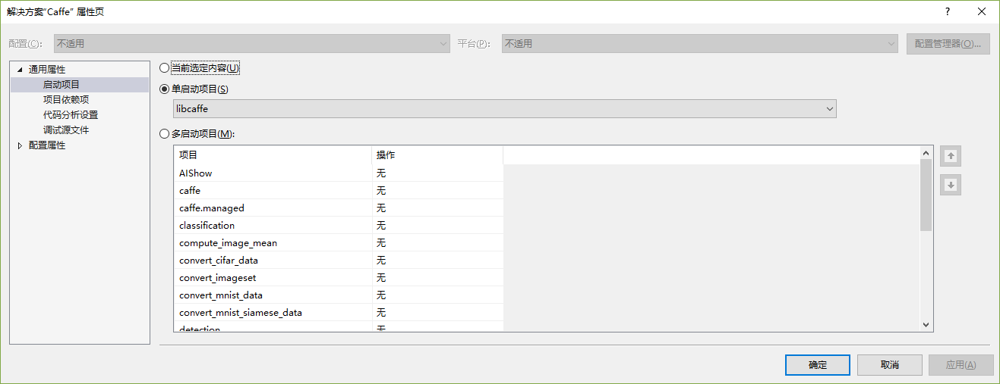 解决方案"Caffe" 属性页
?
配置(C):
不适用
平台(P):
不适用
配置管理器(O)...
通用属性
启动项目
项目依赖项
代码分析设置
调试源文件
配置属性
当前选定内容(U)
单启动项目(S)
libcaffe
多启动项目(M):
项目 操作
AIShow 无
caffe 无
caffe.managed 无
classification 无
compute_image_mean 无
convert_cifar_data 无
convert_imageset 无
convert_mnist_data 无
convert_mnist_siamese_data 无
detection 无
确定
取消
应用(A)